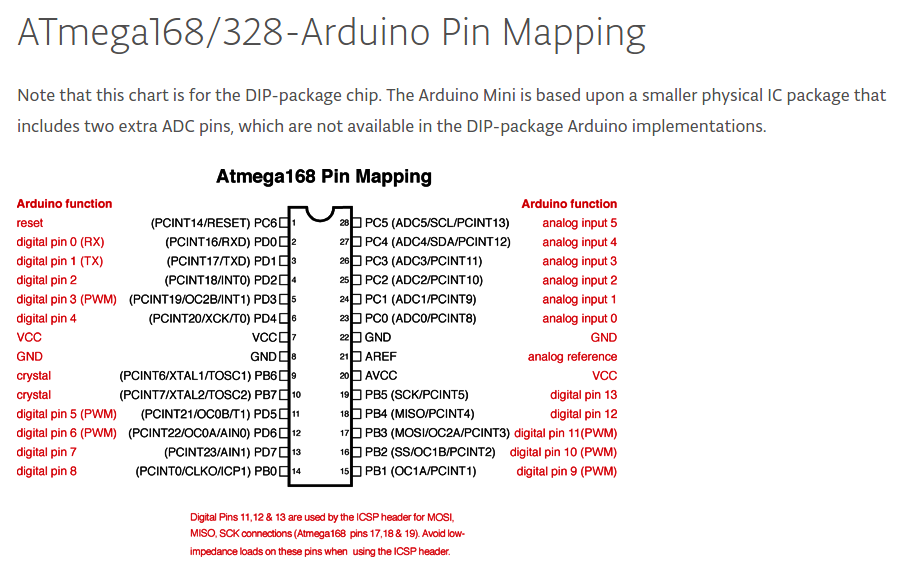 ATmega168/328-Arduino Pin Mapping
Note that this chart is for the DIP-package chip. The Arduino Mini is based upon a smaller physical IC package that
includes two extra ADC pins, which are not available in the DIP-package Arduino implementations.
Atmega168 Pin Mapping
Arduino function Arduino function
reset (PCINT14/RESET) PC6 1 28 PC5 (ADC5/SCL/PCINT13) analog input 5
digital pin 0 (RX) (PCINT16/RXD) PD0 2 27 PC4 (ADC4/SDA/PCINT12) analog input 4
digital pin 1 (TX) (PCINT17/TXD) PD1 3 26 PC3 (ADC3/PCINT11) analog input 3
digital pin 2 (PCINT18/INT0) PD2 4 25 PC2 (ADC2/PCINT10) analog input 2
digital pin 3 (PWM) (PCINT19/OC2B/INT1) PD3 5 24 PC1 (ADC1/PCINT9) analog input 1
digital pin 4 (PCINT20/XCK/T0) PD4 6 23 PC0 (ADC0/PCINT8) analog input 0
VCC VCC 7 22 GND GND
GND GND 8 21 AREF analog reference
crystal (PCINT6/XTAL1/TOSC1) PB6 9 20 AVCC VCC
crystal (PCINT7/XTAL2/TOSC2) PB7 10 19 PB5 (SCK/PCINT5) digital pin 13
digital pin 5 (PWM) (PCINT21/OC0B/T1) PD5 11 18 PB4 (MISO/PCINT4) digital pin 12
digital pin 6 (PWM) (PCINT22/OC0A/AIN0) PD6 12 17 PB3 (MOSI/OC2A/PCINT3) digital pin 11(PWM)
digital pin 7 (PCINT23/AIN1) PD7 13 16 PB2 (SS/OC1B/PCINT2) digital pin 10 (PWM)
digital pin 8 (PCINT0/CLKO/ICP1) PB0 14 15 PB1 (OC1A/PCINT1) digital pin 9 (PWM)
Digital Pins 11,12 & 13 are used by the ICSP header for MOSI,
MISO, SCK connections (Atmega168 pins 17,18 & 19). Avoid low-
impedance loads on these pins when using the ICSP header.